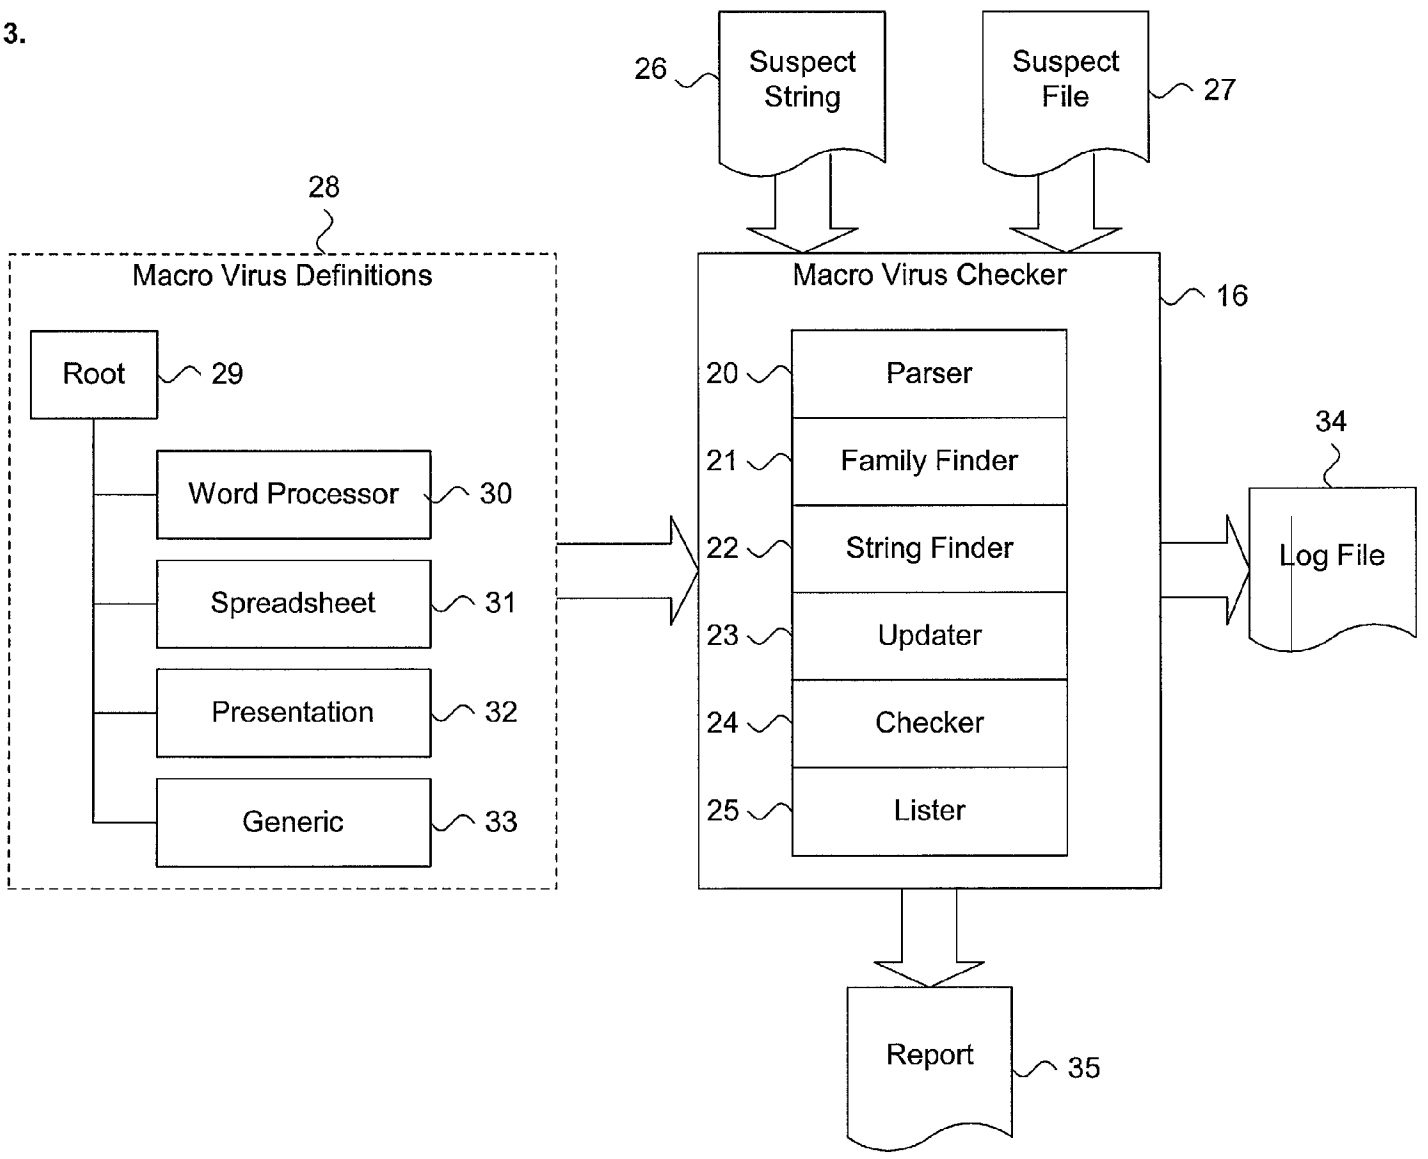 3.
26
Suspect
String
Suspect
File
27
28
Macro Virus Definitions
Root
29
Word Processor
30
Spreadsheet
31
Presentation
32
Generic
33
Macro Virus Checker
16
20
Parser
21
Family Finder
22
String Finder
23
Updater
24
Checker
25
Lister
34
Log File
Report
35